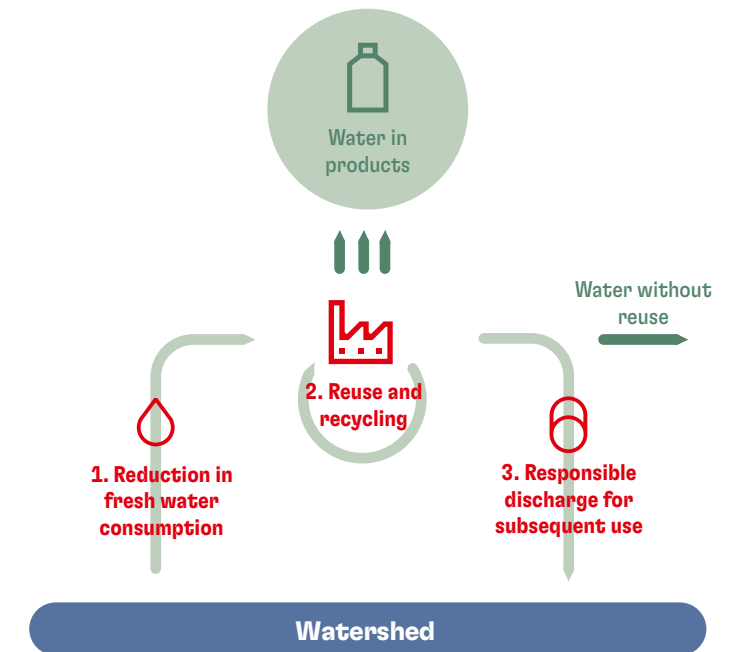 Water in
products
Water without
reuse
2. Reuse and
recycling
1. Reduction in
fresh water
consumption
3. Responsible
discharge for
subsequent use
Watershed